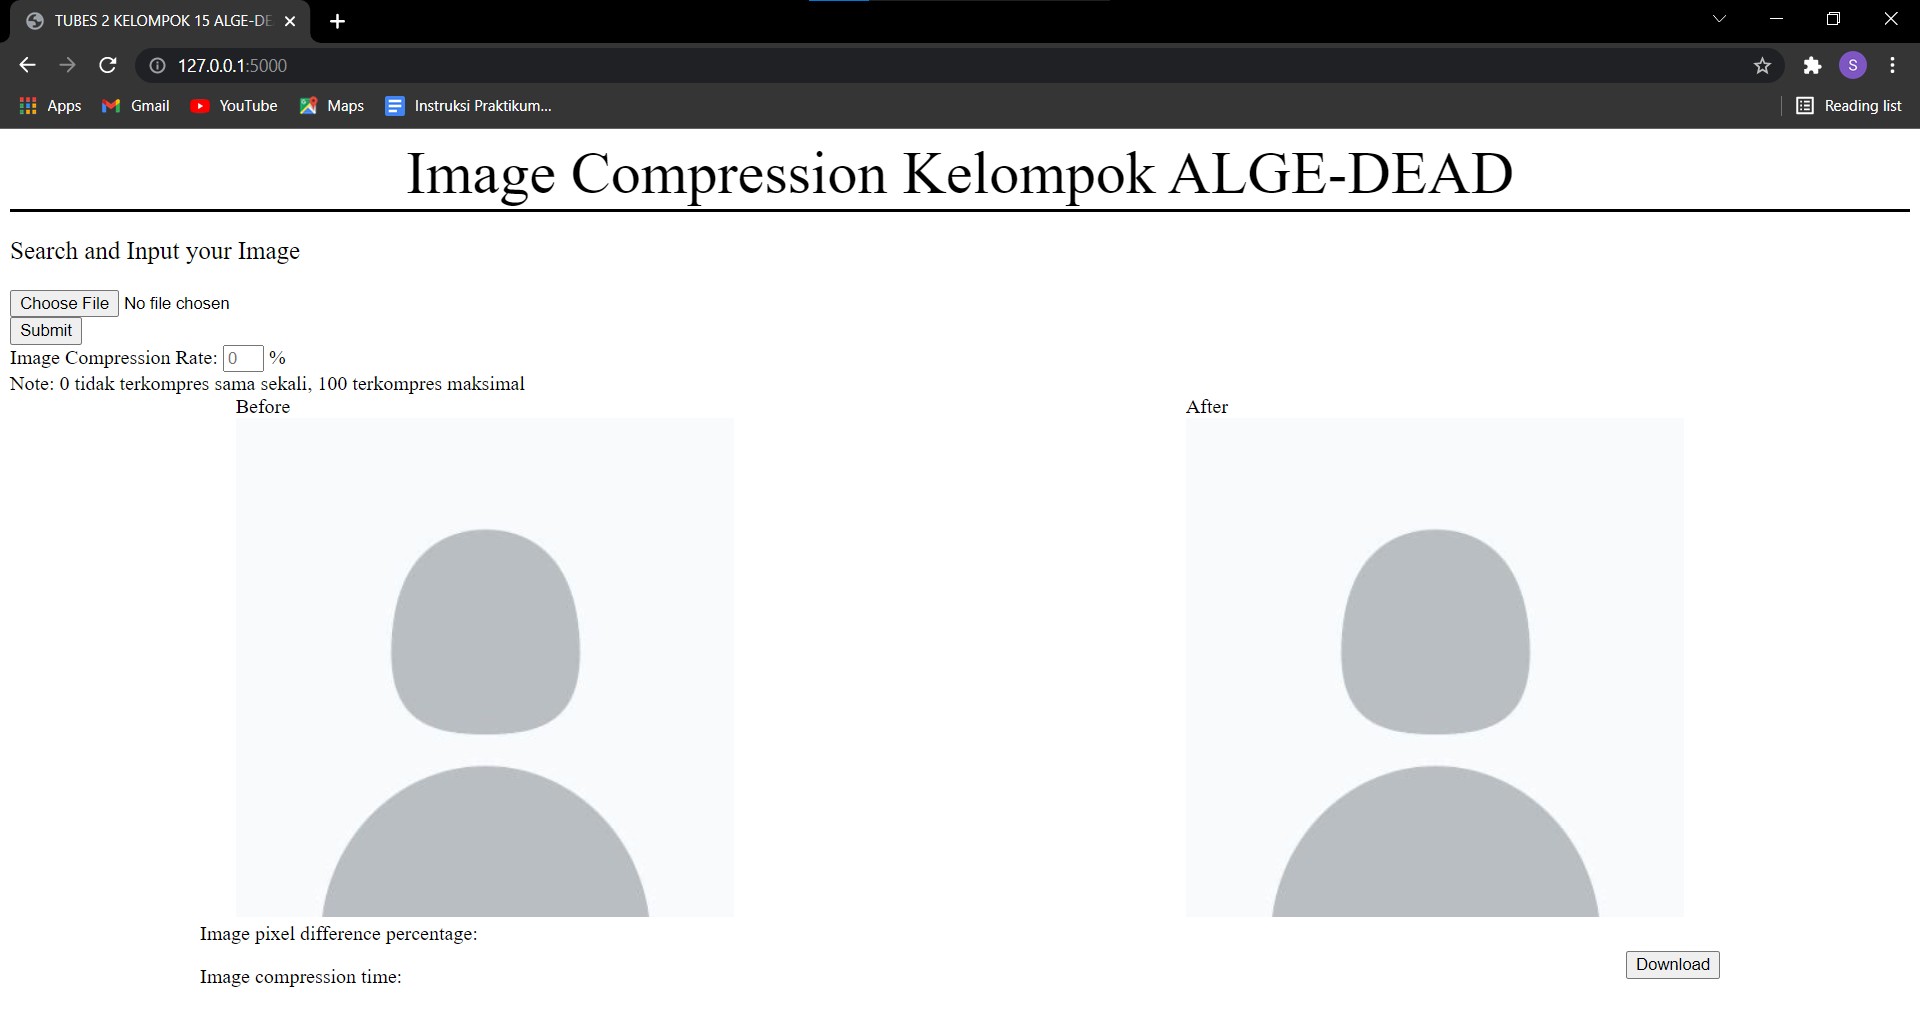 TUBES 2 KELOMPOK 15 ALGE-DE
127.0.0.1:5000
S
Apps Gmail YouTube Maps Instruksi Praktikum... Reading list
Image Compression Kelompok ALGE-DEAD
Search and Input your Image
Choose File No file chosen
Submit
Image Compression Rate: 0 %
Note: 0 tidak terkompres sama sekali, 100 terkompres maksimal
Before After
Image pixel difference percentage:
Download
Image compression time: